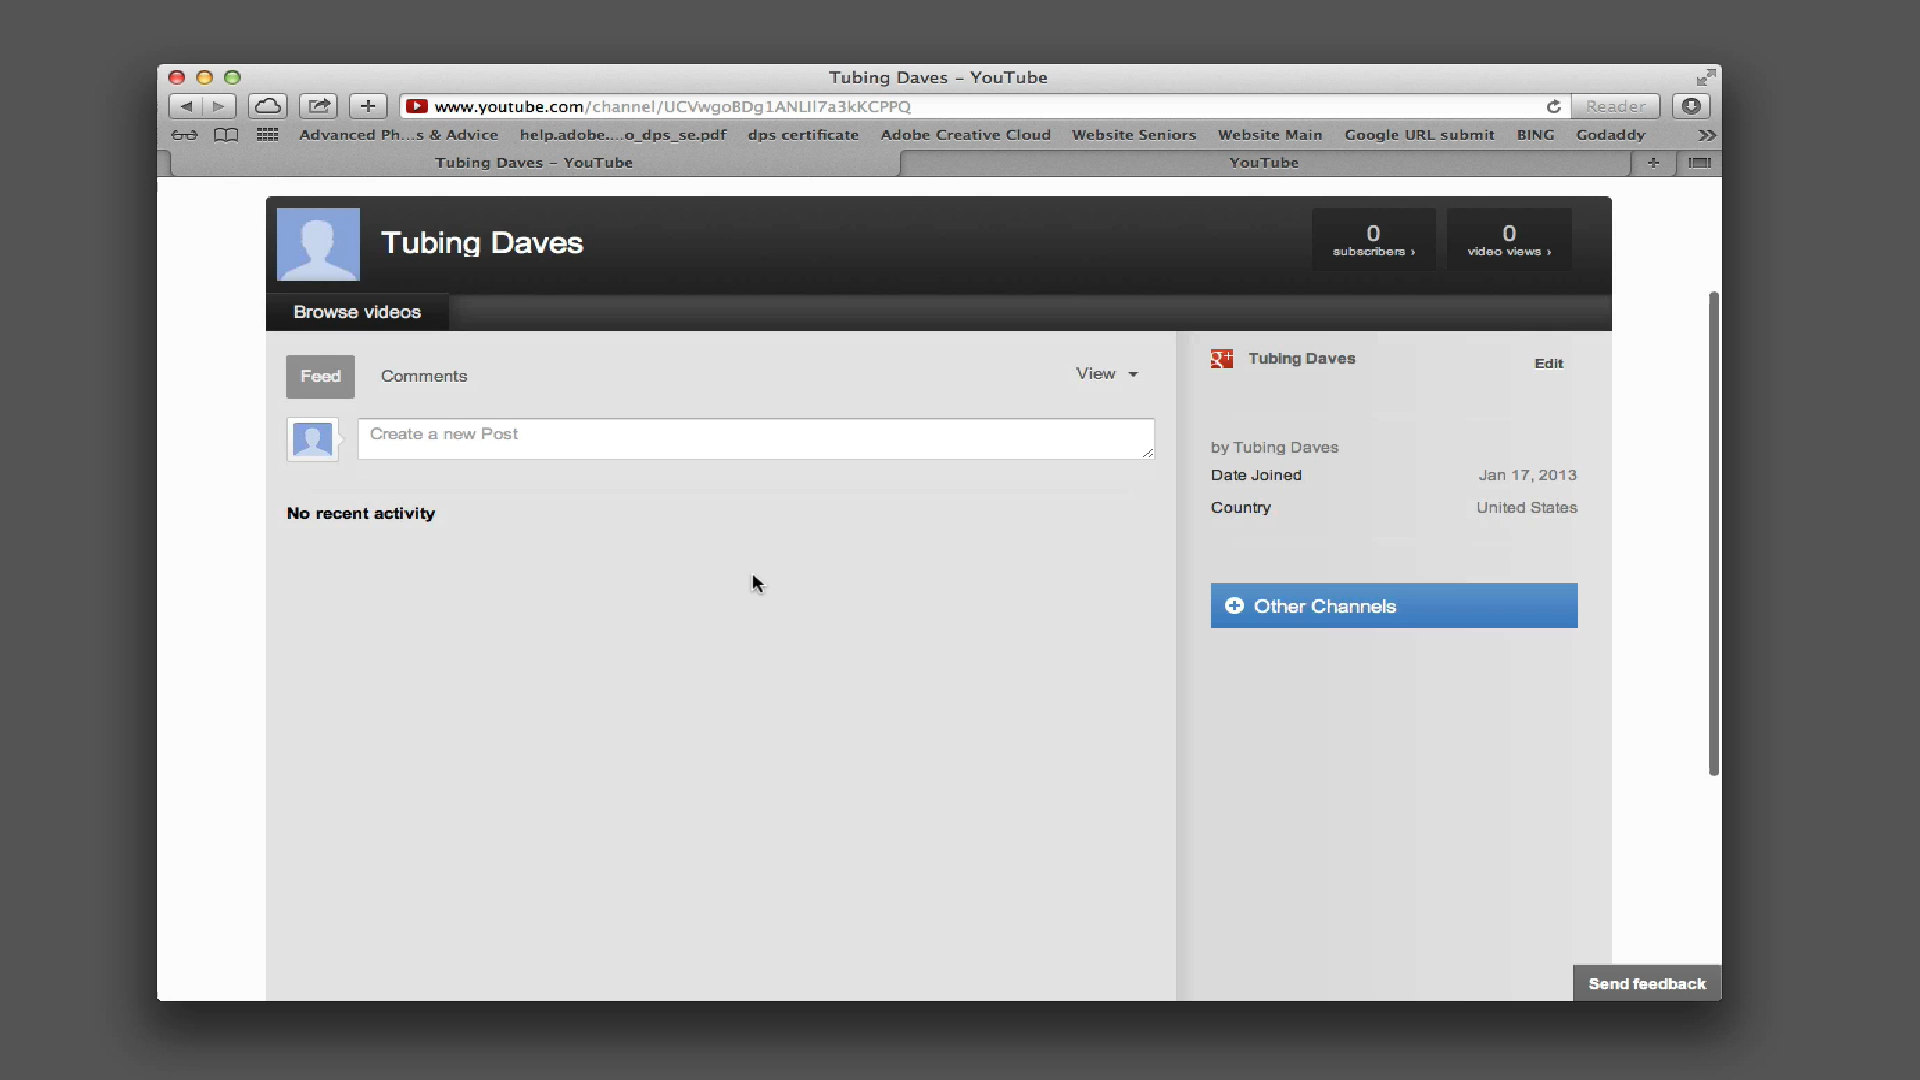 Tubing Daves – YouTube
www.youtube.com/channel/UCVwgoBDg1ANLIl7a3kKCPPQ
Reader
Advanced Ph...s & Advice help.adobe....o_dps_se.pdf dps certificate Adobe Creative Cloud Website Seniors Website Main Google URL submit BING Godaddy
Tubing Daves – YouTube
YouTube
Tubing Daves
0
subscribers ›
0
video views ›
Browse videos
Feed
Comments
View
Create a new Post
No recent activity
g+
Tubing Daves
Edit
by Tubing Daves
Date Joined Jan 17, 2013
Country United States
Other Channels
Send feedback